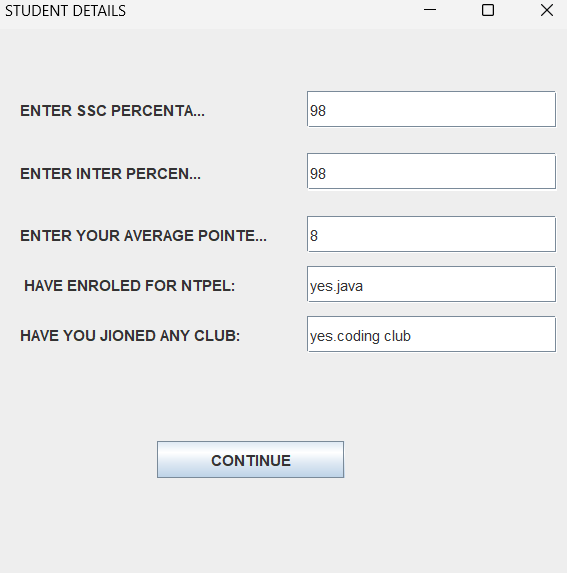 STUDENT DETAILS
ENTER SSC PERCENTA... 98
ENTER INTER PERCEN... 98
ENTER YOUR AVERAGE POINTE... 8
HAVE ENROLED FOR NTPEL: yes.java
HAVE YOU JIONED ANY CLUB: yes.coding club
CONTINUE